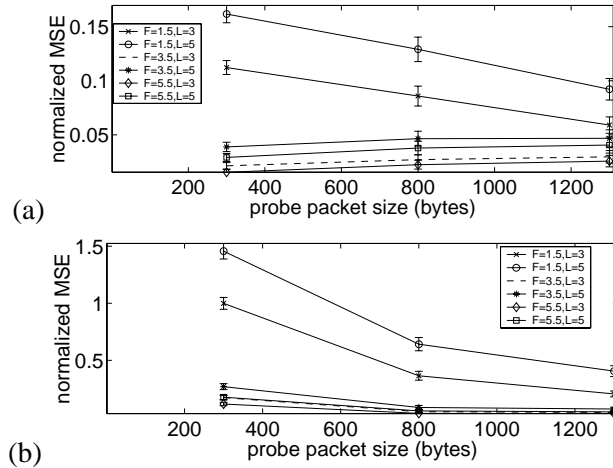 (a)
normalized MSE
0.15
0.1
0.05
F=1.5,L=3
F=1.5,L=5
F=3.5,L=3
F=3.5,L=5
F=5.5,L=3
F=5.5,L=5
200 400 600 800 1000 1200
probe packet size (bytes)
(b)
normalized MSE
1.5
1
0.5
F=1.5,L=3
F=1.5,L=5
F=3.5,L=3
F=3.5,L=5
F=5.5,L=3
F=5.5,L=5
200 400 600 800 1000 1200
probe packet size (bytes)